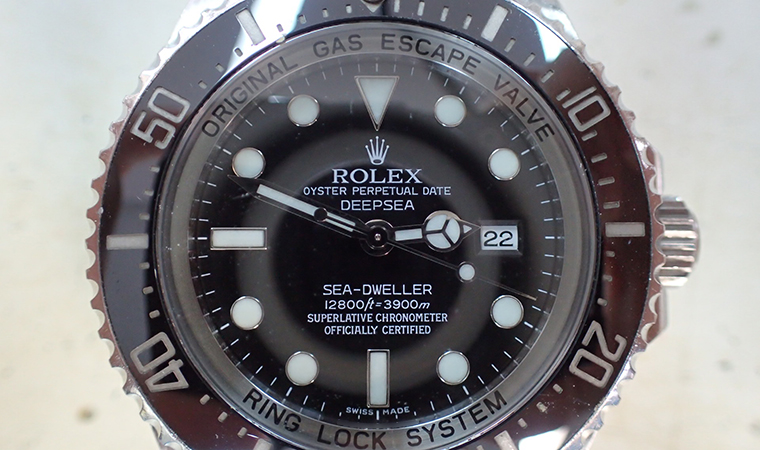 ORIGINAL GAS ESCAPE VALVE
10
20
40
50
ROLEX
OYSTER PERPETUAL DATE
DEEPSEA
22
SEA-DWELLER
12800ft=3900m
SUPERLATIVE CHRONOMETER
OFFICIALLY CERTIFIED
SWISS MADE
RING LOCK SYSTEM